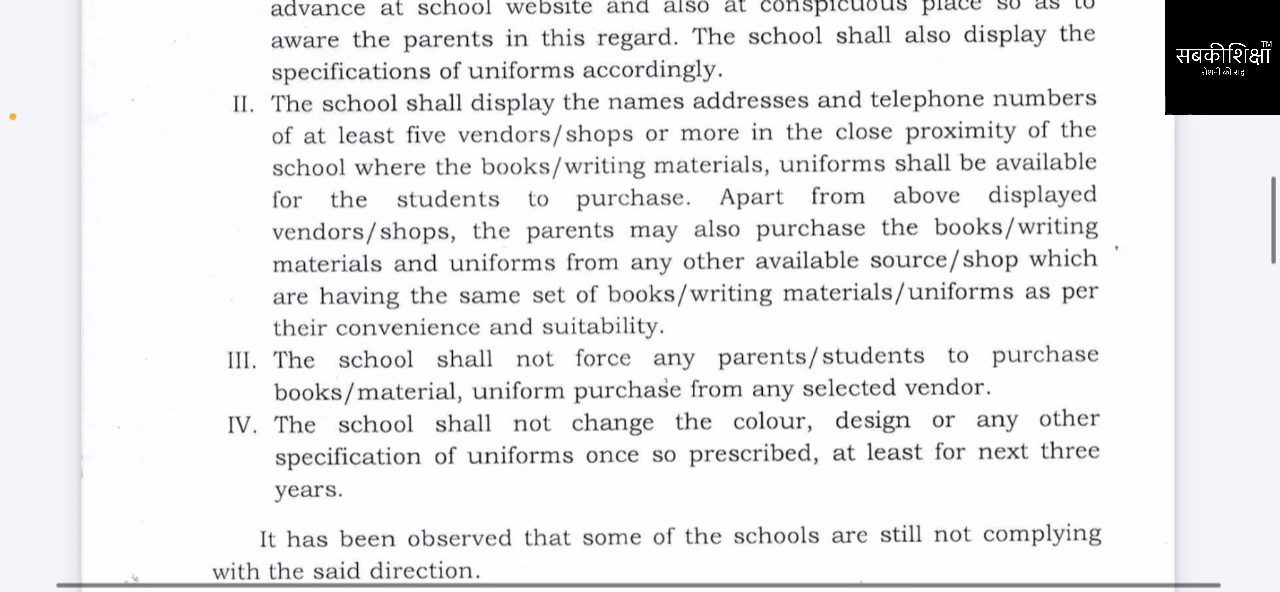 advance at school website and also at conspicuous place so as to
aware the parents in this regard. The school shall also display the
specifications of uniforms accordingly.
II. The school shall display the names addresses and telephone numbers
of at least five vendors/shops or more in the close proximity of the
school where the books/writing materials, uniforms shall be available
for the students to purchase. Apart from above displayed
vendors/shops, the parents may also purchase the books/writing
materials and uniforms from any other available source/shop which
are having the same set of books/writing materials/uniforms as per
their convenience and suitability.
III. The school shall not force any parents/students to purchase
books/material, uniform purchase from any selected vendor.
IV. The school shall not change the colour, design or any other
specification of uniforms once so prescribed, at least for next three
years.
It has been observed that some of the schools are still not complying
with the said direction.
सबकीशिक्षा™
रोशनी की राह